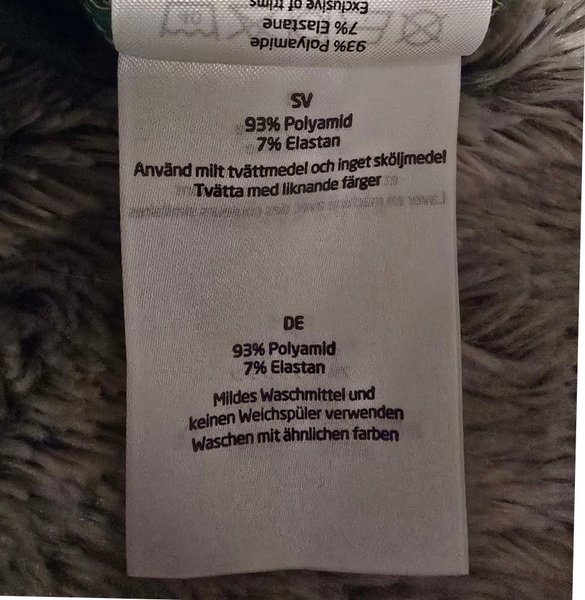 Exclusive of trims
7% Elastane
93% Polyamide
SV
93% Polyamid
7% Elastan
Använd milt tvättmedel och inget sköljmedel
Tvätta med liknande färger
DE
93% Polyamid
7% Elastan
Mildes Waschmittel und
keinen Weichspüler verwenden
Waschen mit ähnlichen farben